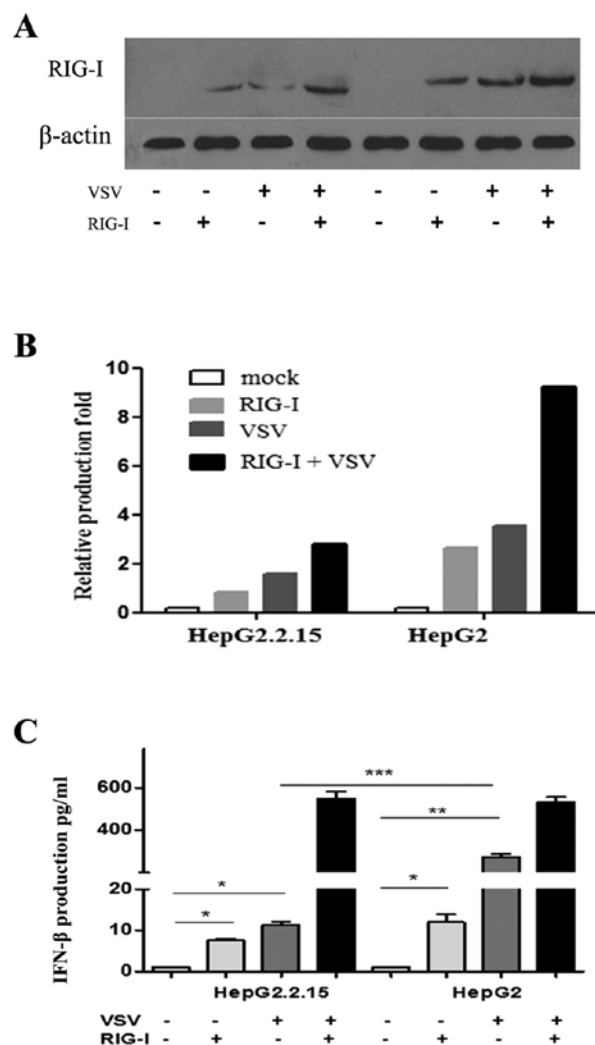 A
RIG-I
β-actin
VSV - - + + - - + +
RIG-I - + - + - + - +
B
Relative production fold
10
8
6
4
2
0
mock
RIG-I
VSV
RIG-I + VSV
HepG2.2.15 HepG2
C
IFN-β production pg/ml
600
400
20
10
0
***
**
*
*
*
HepG2.2.15 HepG2
VSV - - + + - - + +
RIG-I - + - + - + - +